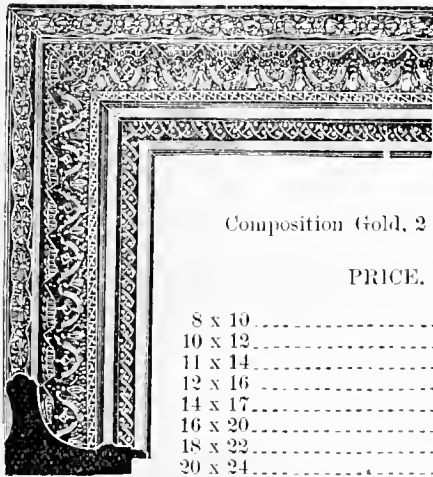 Composition Gold, 2
PRICE.
8 x 10
10 x 12
11 x 14
12 x 16
14 x 17
16 x 20
18 x 22
20 x 24